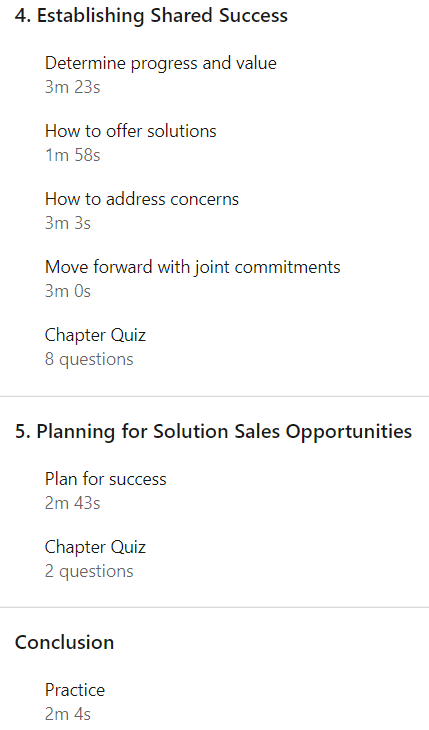 4. Establishing Shared Success
Determine progress and value
3m 23s
How to offer solutions
1m 58s
How to address concerns
3m 3s
Move forward with joint commitments
3m 0s
Chapter Quiz
8 questions
5. Planning for Solution Sales Opportunities
Plan for success
2m 43s
Chapter Quiz
2 questions
Conclusion
Practice
2m 4s